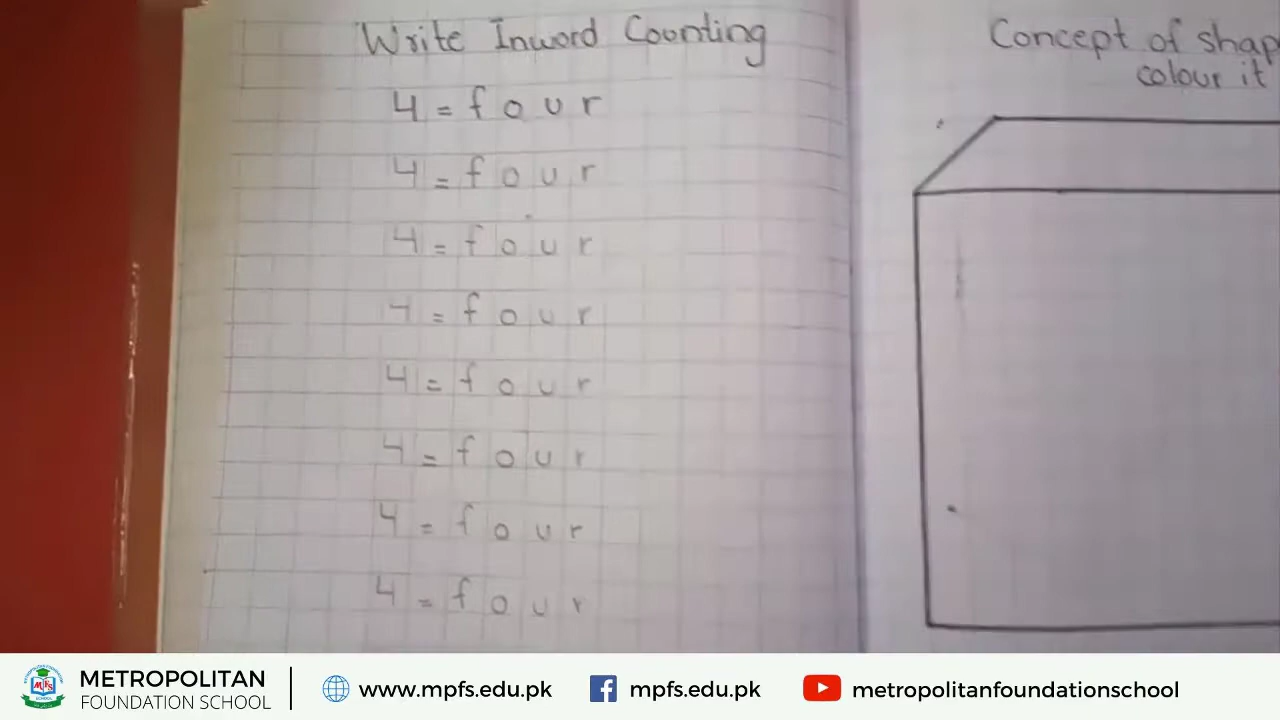 Write Inword Counting
4 = four
4 = four
4 = four
4 = four
4 = four
4 = four
4 = four
4 = four
Concept of shap
colour it
METROPOLITAN
FOUNDATION SCHOOL
www.mpfs.edu.pk
mpfs.edu.pk
metropolitanfoundationschool